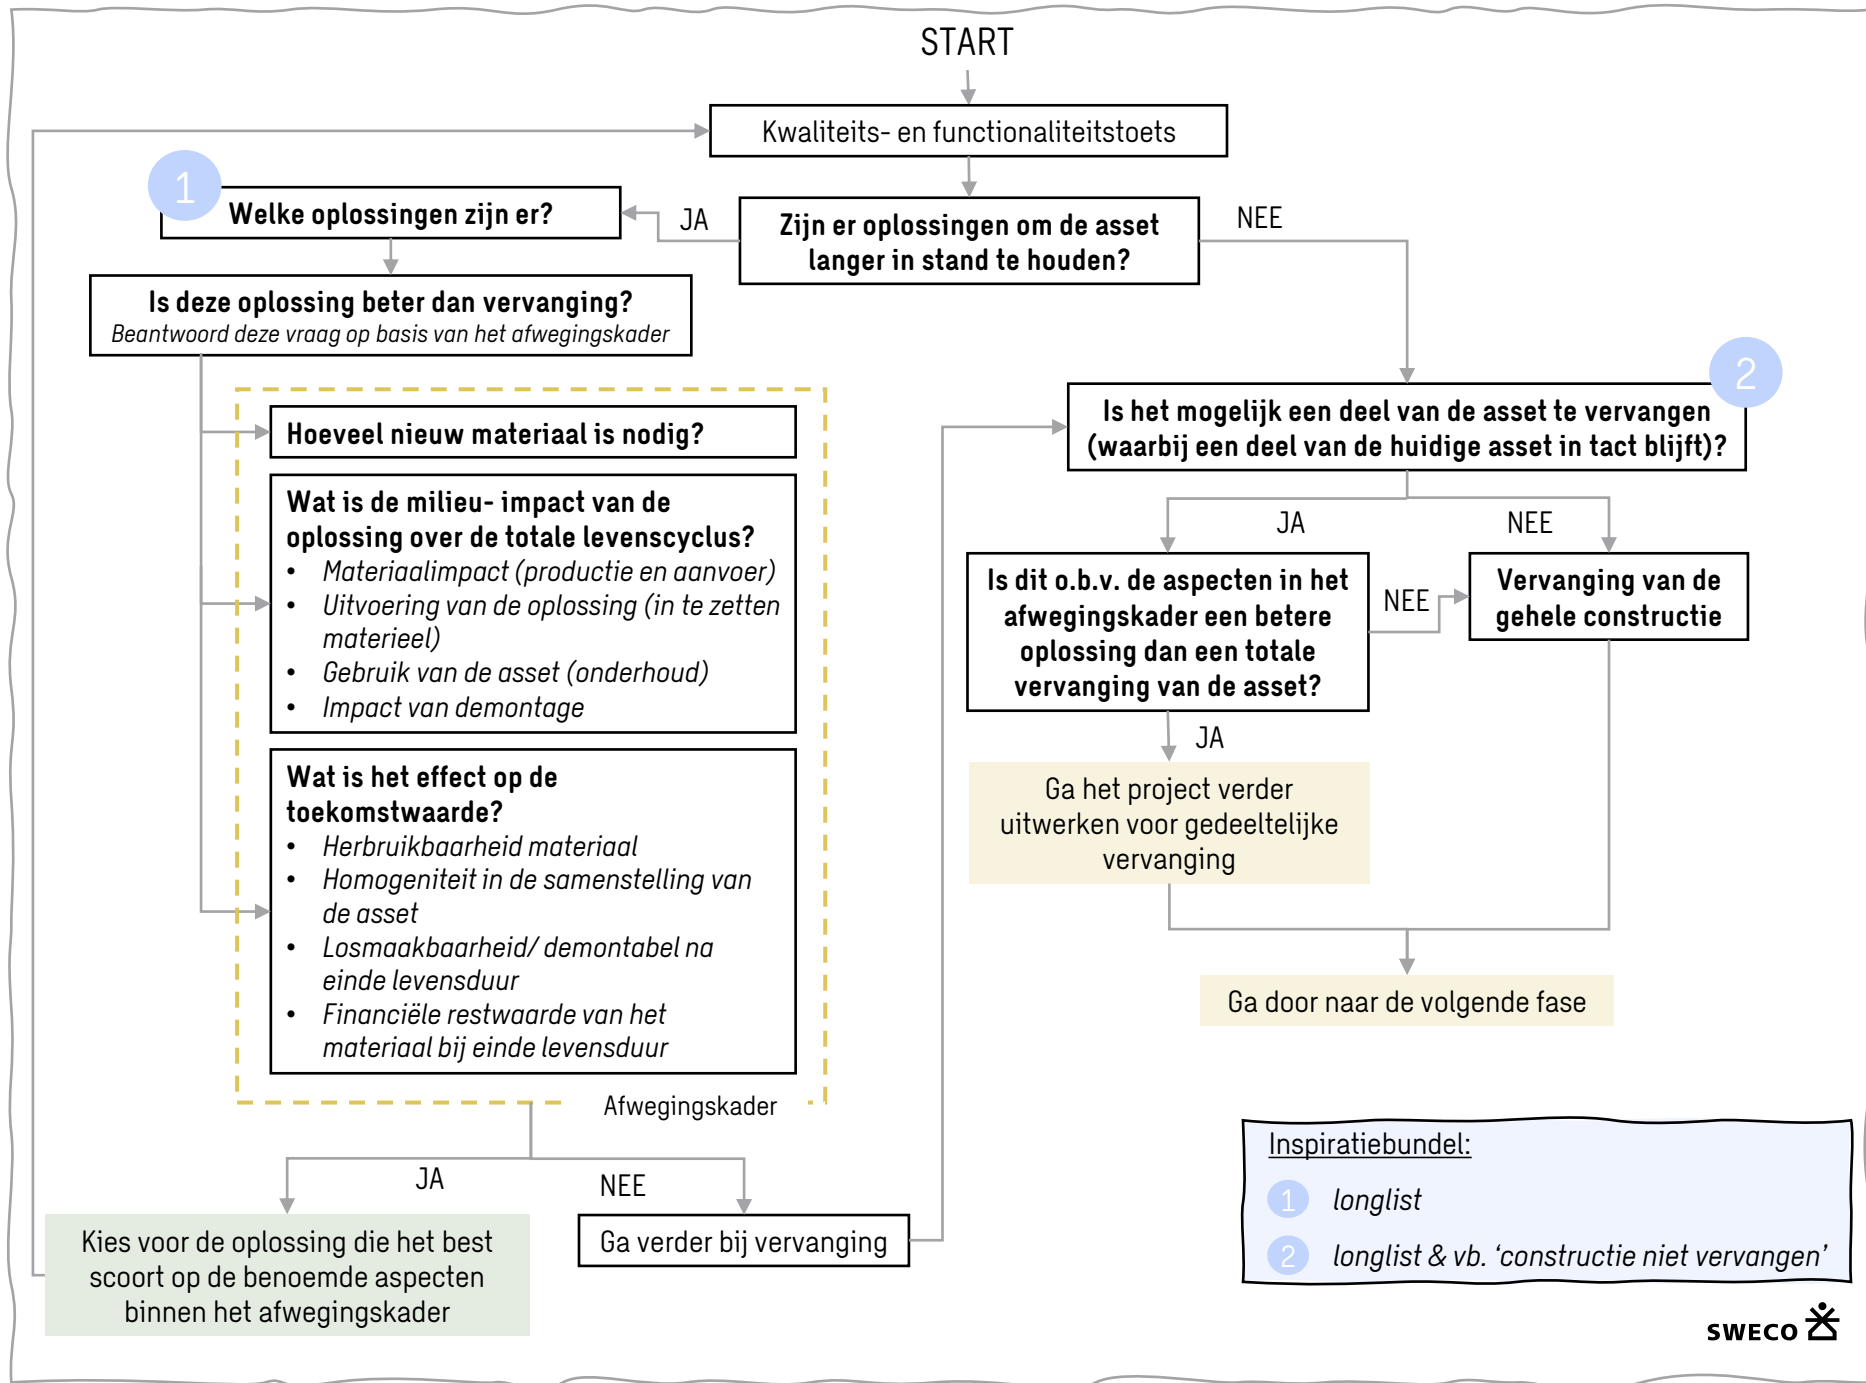 START
Kwaliteits- en functionaliteitstoets
1
Welke oplossingen zijn er?
JA
Zijn er oplossingen om de asset
langer in stand te houden?
NEE
Is deze oplossing beter dan vervanging?
Beantwoord deze vraag op basis van het afwegingskader
Hoeveel nieuw materiaal is nodig?
Wat is de milieu- impact van de
oplossing over de totale levenscyclus?
• Materiaalimpact (productie en aanvoer)
• Uitvoering van de oplossing (in te zetten
materieel)
• Gebruik van de asset (onderhoud)
• Impact van demontage
Wat is het effect op de
toekomstwaarde?
• Herbruikbaarheid materiaal
• Homogeniteit in de samenstelling van
de asset
• Losmaakbaarheid/ demontabel na
einde levensduur
• Financiële restwaarde van het
materiaal bij einde levensduur
Afwegingskader
JA
NEE
Kies voor de oplossing die het best
scoort op de benoemde aspecten
binnen het afwegingskader
Ga verder bij vervanging
2
Is het mogelijk een deel van de asset te vervangen
(waarbij een deel van de huidige asset in tact blijft)?
JA
NEE
Is dit o.b.v. de aspecten in het
afwegingskader een betere
oplossing dan een totale
vervanging van de asset?
NEE
Vervanging van de
gehele constructie
JA
Ga het project verder
uitwerken voor gedeeltelijke
vervanging
Ga door naar de volgende fase
Inspiratiebundel:
1 longlist
2 longlist & vb. ‘constructie niet vervangen’
SWECO